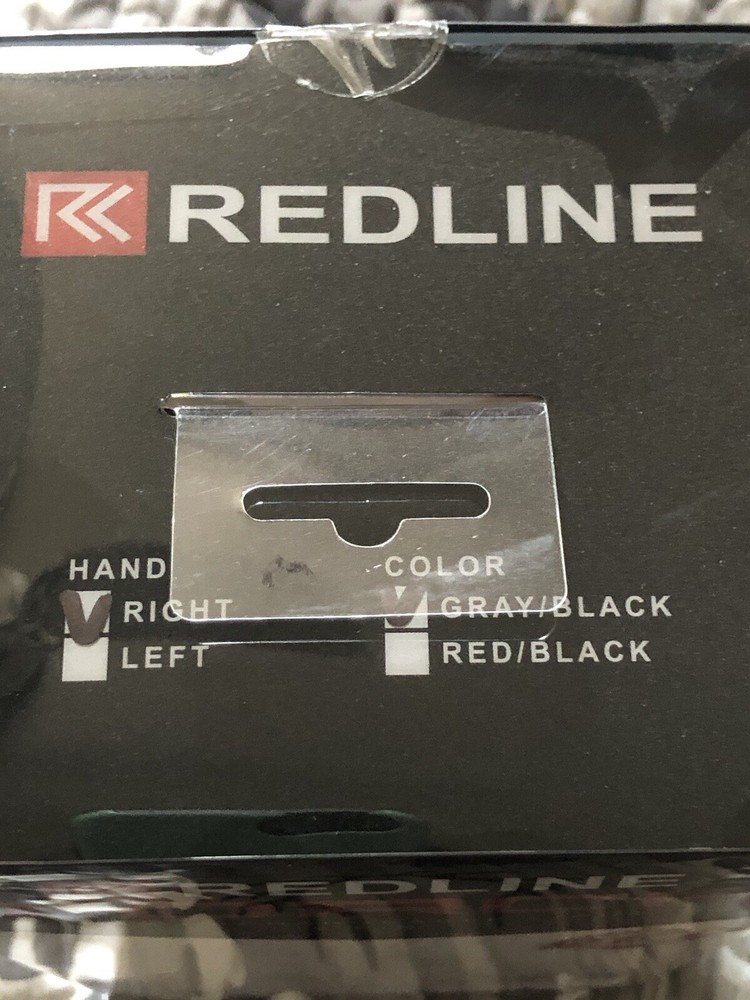 REDLINE
HAND COLOR
RIGHT GRAY/BLACK
LEFT RED/BLACK
REDLINE